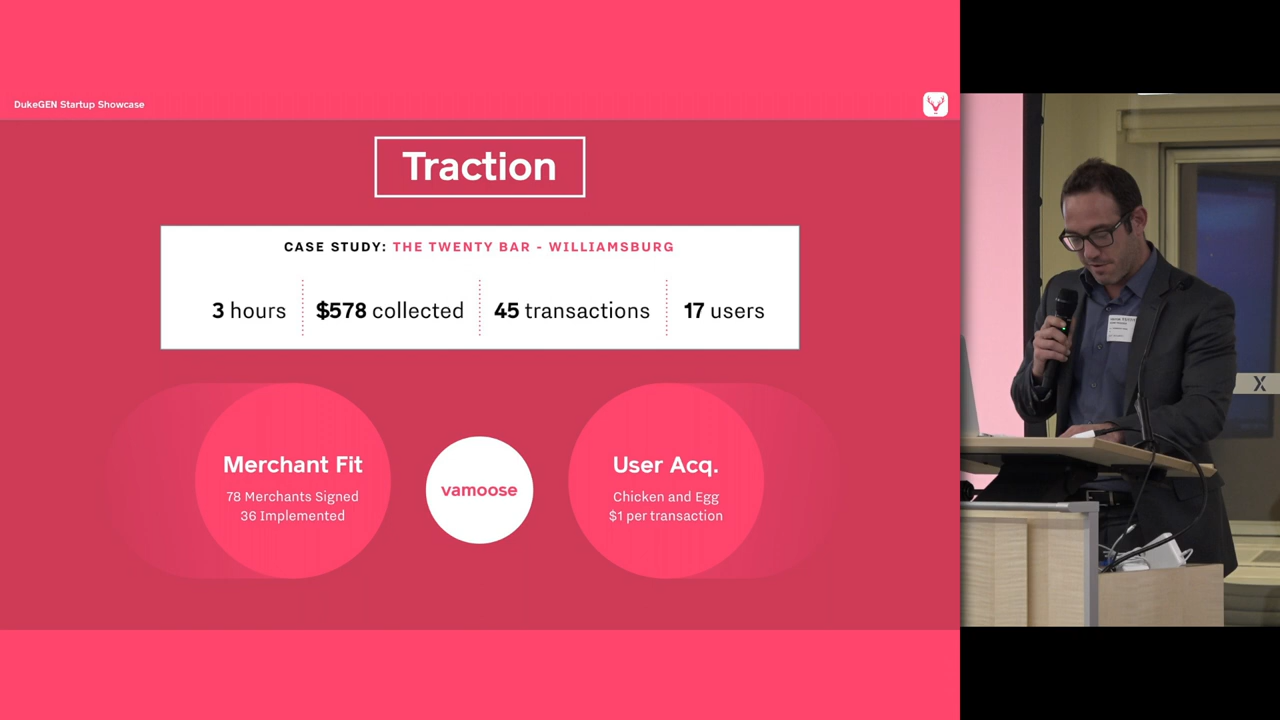 DukeGEN Startup Showcase
Traction
CASE STUDY: THE TWENTY BAR - WILLIAMSBURG
3 hours
$578 collected
45 transactions
17 users
Merchant Fit
78 Merchants Signed
36 Implemented
vamoose
User Acq.
Chicken and Egg
$1 per transaction
X